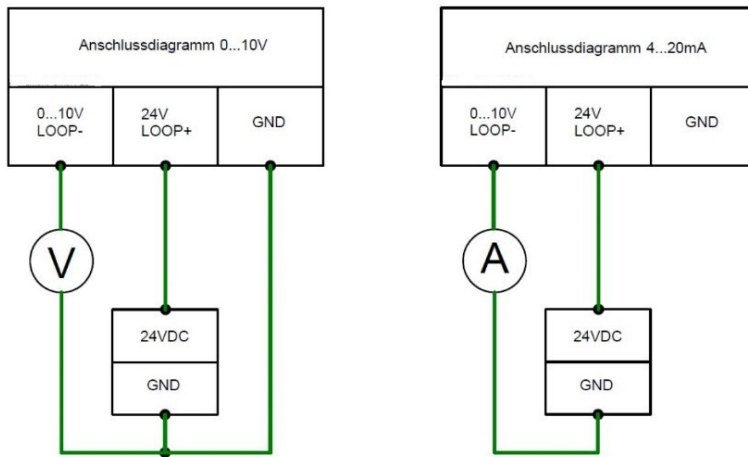 Anschlussdiagramm 0...10V
0...10V
LOOP-
24V
LOOP+
GND
V
24VDC
GND
Anschlussdiagramm 4...20mA
0...10V
LOOP-
24V
LOOP+
GND
A
24VDC
GND